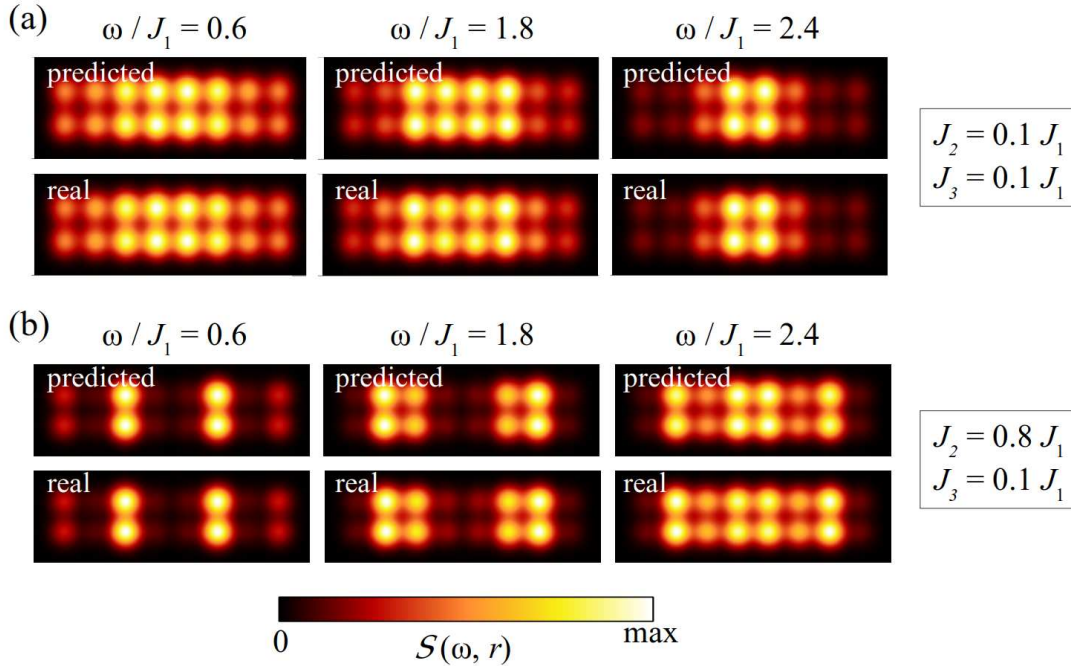 (a)
ω / J₁ = 0.6
ω / J₁ = 1.8
ω / J₁ = 2.4
predicted
predicted
predicted
real
real
real
J₂ = 0.1 J₁
J₃ = 0.1 J₁
(b)
ω / J₁ = 0.6
ω / J₁ = 1.8
ω / J₁ = 2.4
predicted
predicted
predicted
real
real
real
J₂ = 0.8 J₁
J₃ = 0.1 J₁
0
max
S(ω, r)